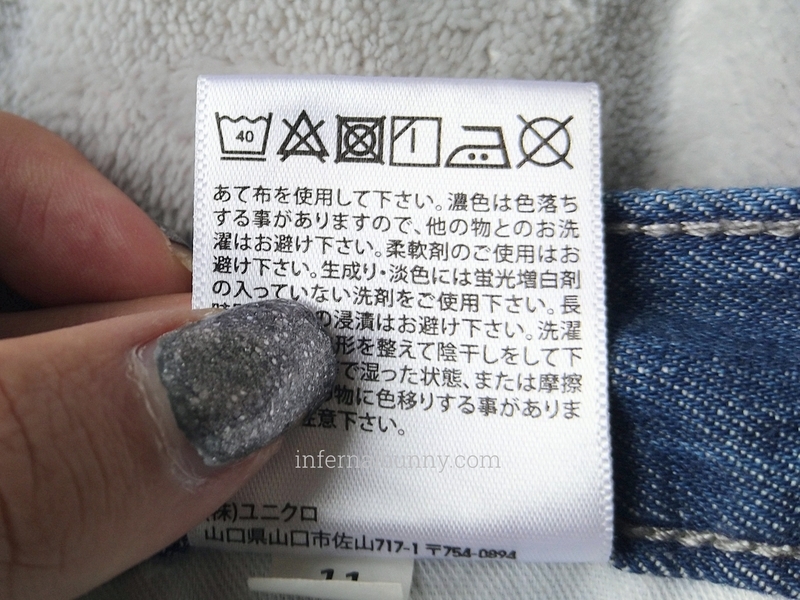 40
あて布を使用して下さい。濃色は色落ち
する事がありますので、他の物とのお洗
濯はお避け下さい。柔軟剤のご使用はお
避け下さい。生成り・淡色には蛍光増白剤
の入っていない洗剤をご使用下さい。長
の浸漬はお避け下さい。洗濯
形を整えて陰干しをして下
で湿った状態、または摩擦
物に色移りする事がありま
意下さい。
infernalbunny.com
(株)ユニクロ
山口県山口市佐山717-1 〒754-0894
11